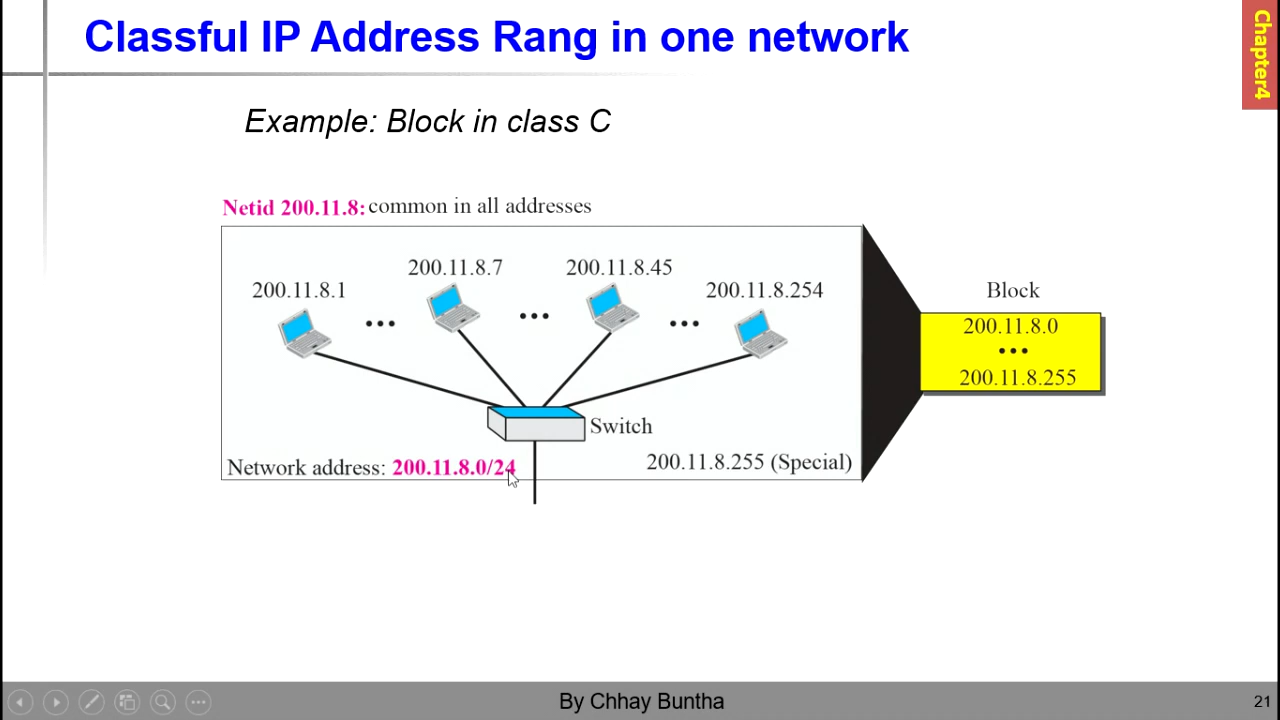 Classful IP Address Rang in one network
Chapter4
Example: Block in class C
Netid 200.11.8: common in all addresses
200.11.8.1
200.11.8.7
200.11.8.45
200.11.8.254
Switch
Network address: 200.11.8.0/24
200.11.8.255 (Special)
Block
200.11.8.0
•••
200.11.8.255
By Chhay Buntha
21